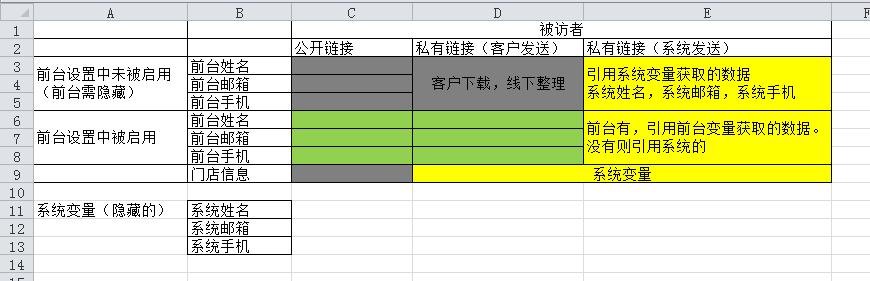 A B C D E F
1 被访者
2 公开链接 私有链接（客户发送） 私有链接（系统发送）
3 前台设置中未被启用 前台姓名 引用系统变量获取的数据
4 （前台需隐藏） 前台邮箱 客户下载，线下整理 系统姓名，系统邮箱，系统手机
5 前台手机
6 前台姓名 前台有，引用前台变量获取的数据。
7 前台设置中被启用 前台邮箱 没有则引用系统的
8 前台手机
9 门店信息 系统变量
10
11 系统变量（隐藏的） 系统姓名
12 系统邮箱
13 系统手机
14